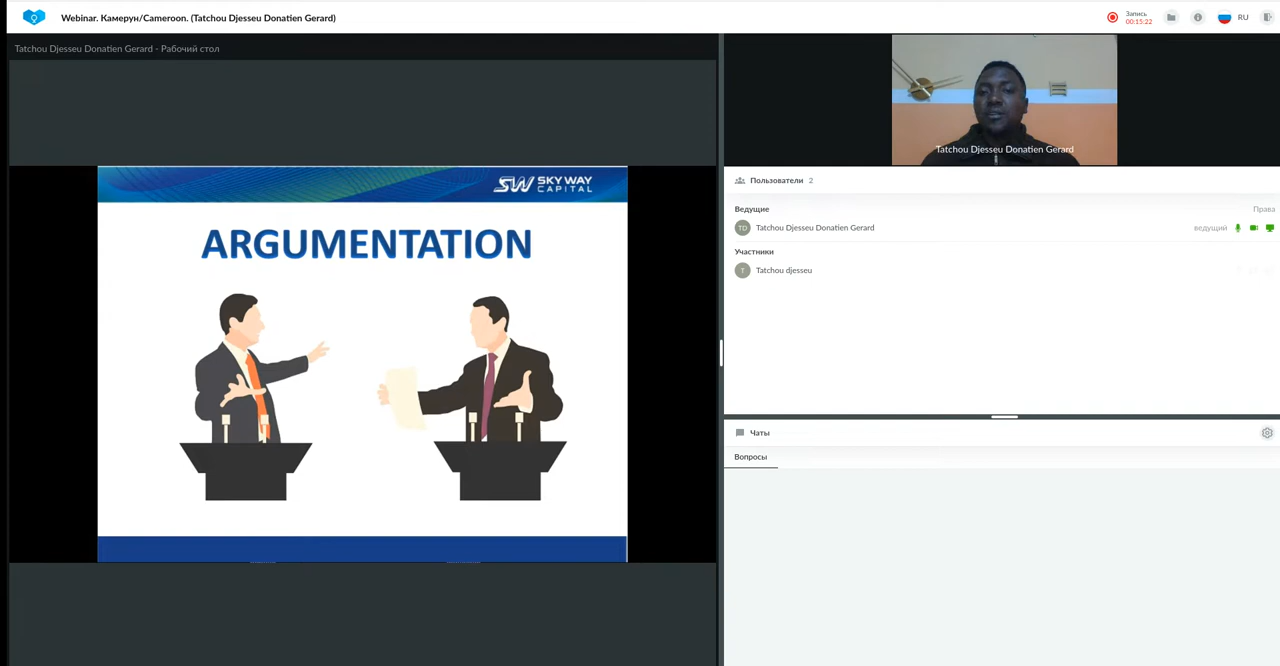 Webinar. Камерун/Cameroon. (Tatchou Djesseu Donatien Gerard)
Запись
00:15:22
RU
Tatchou Djesseu Donatien Gerard - Рабочий стол
SW SKY WAY
CAPITAL
ARGUMENTATION
Tatchou Djesseu Donatien Gerard
Пользователи 2
Ведущие Права
TD Tatchou Djesseu Donatien Gerard ведущий
Участники
T Tatchou djesseu
Чаты
Вопросы